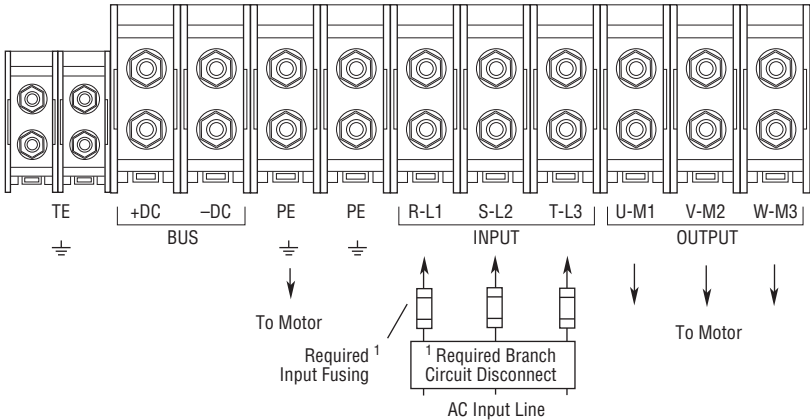 TE +DC –DC PE PE R-L1 S-L2 T-L3 U-M1 V-M2 W-M3
BUS INPUT OUTPUT
To Motor
To Motor
Required 1
Input Fusing
1 Required Branch
Circuit Disconnect
AC Input Line